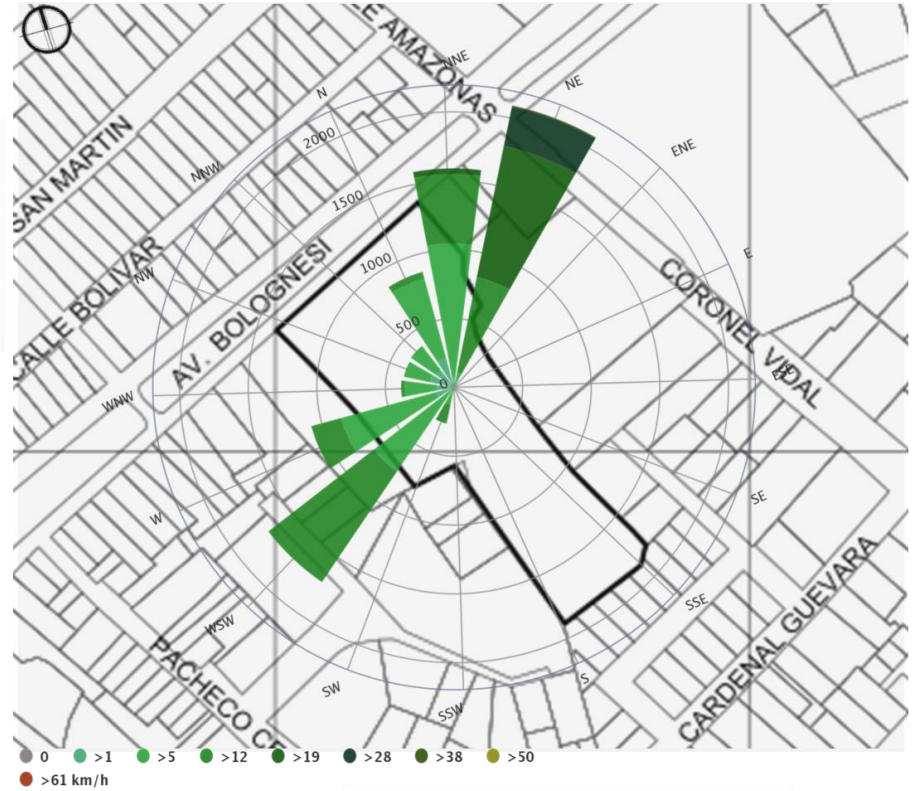 LE AMAZONAS
NNE
NE
N
ENE
2000
SAN MARTIN
NNW
1500
E
1000
NW
CALLE BOLIVAR
AV. BOLOGNESI
CORONEL VIDAL
500
0
WNW
SE
W
CARDENAL GUEVARA
SSE
WSW
PACHECO C
SW
S
SSW
0 >1 >5 >12 >19 >28 >38 >50
>61 km/h